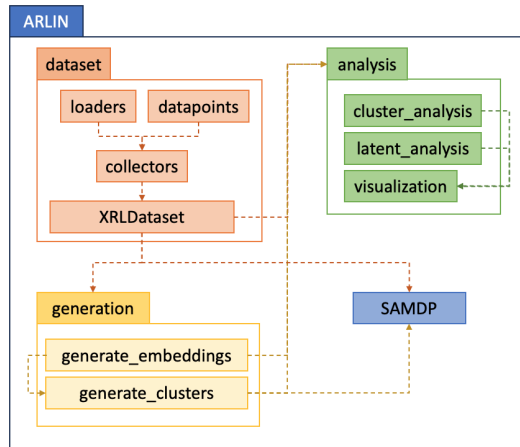 ARLIN
dataset
loaders
datapoints
collectors
XRLDataset
analysis
cluster_analysis
latent_analysis
visualization
generation
generate_embeddings
generate_clusters
SAMDP